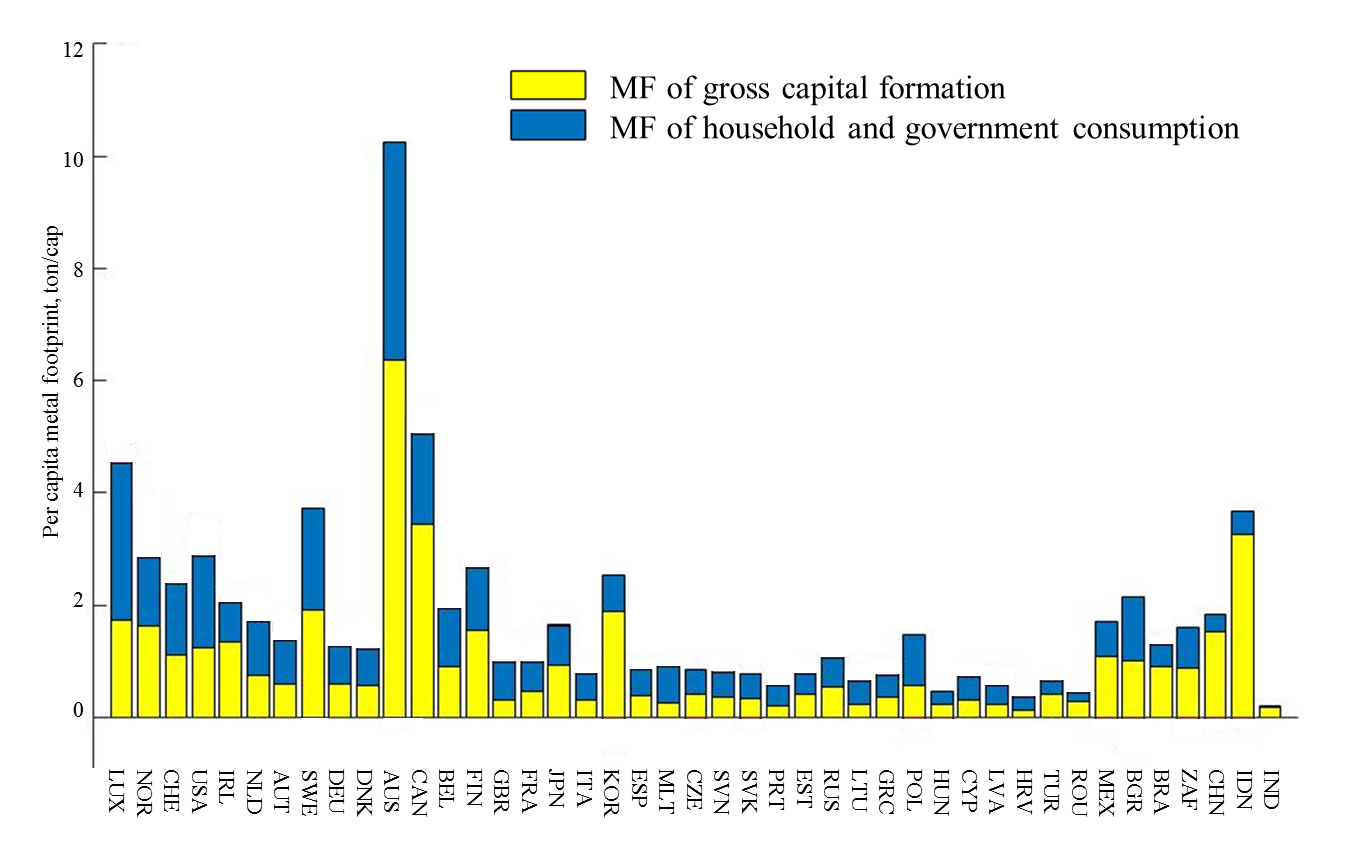 12
10
8
6
4
2
0
Per capita metal footprint, ton/cap
MF of gross capital formation
MF of household and government consumption
LUX
NOR
CHE
USA
IRL
NLD
AUT
SWE
DEU
DNK
AUS
CAN
BEL
FIN
GBR
FRA
JPN
ITA
KOR
ESP
MLT
CZE
SVN
SVK
PRT
EST
RUS
LTU
GRC
POL
HUN
CYP
LVA
HRV
TUR
ROU
MEX
BGR
BRA
ZAF
CHN
IDN
IND